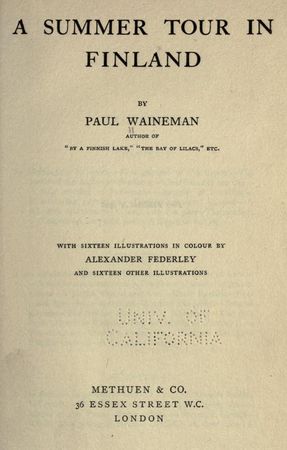 A SUMMER TOUR IN
FINLAND
BY
PAUL WAINEMAN
AUTHOR OF
"BY A FINNISH LAKE," "THE BAY OF LILACS," ETC.
WITH SIXTEEN ILLUSTRATIONS IN COLOUR BY
ALEXANDER FEDERLEY
AND SIXTEEN OTHER ILLUSTRATIONS
UNIV. OF
CALIFORNIA
METHUEN & CO.
36 ESSEX STREET W.C.
LONDON